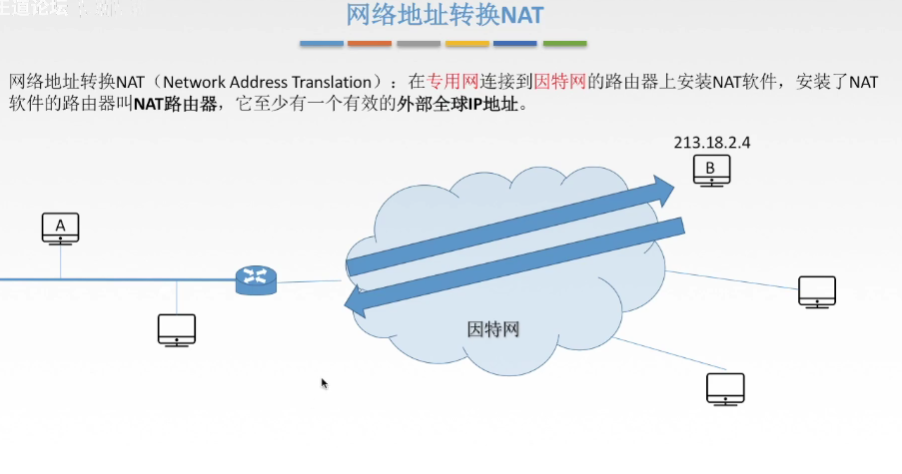 王道论坛
网络地址转换NAT
网络地址转换NAT（Network Address Translation）：在专用网连接到因特网的路由器上安装NAT软件，安装了NAT
软件的路由器叫NAT路由器，它至少有一个有效的外部全球IP地址。
213.18.2.4
B
A
因特网